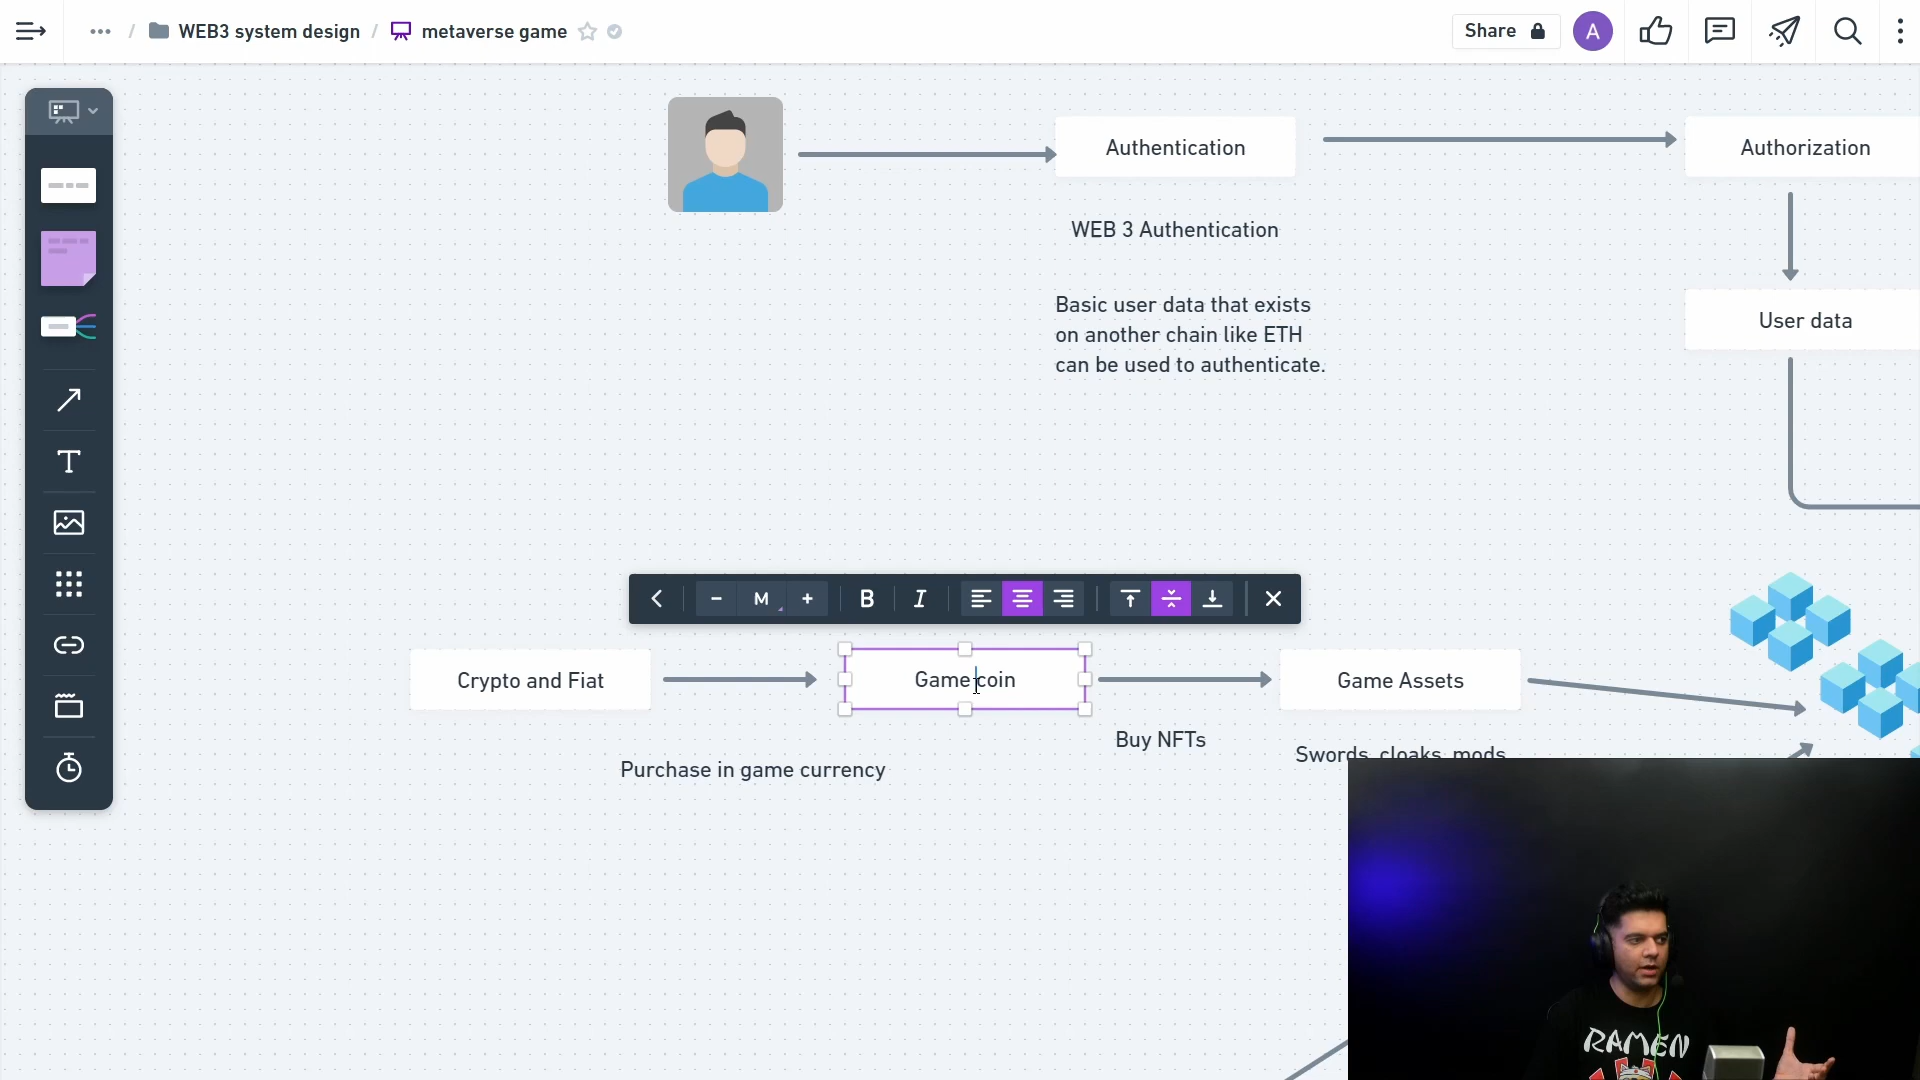 ... / WEB3 system design / metaverse game
Share
A
Authentication
Authorization
WEB 3 Authentication
Basic user data that exists
on another chain like ETH
can be used to authenticate.
User data
M
B
I
Crypto and Fiat
Game coin
Game Assets
Buy NFTs
Swords, cloaks, mods
Purchase in game currency
RAMEN